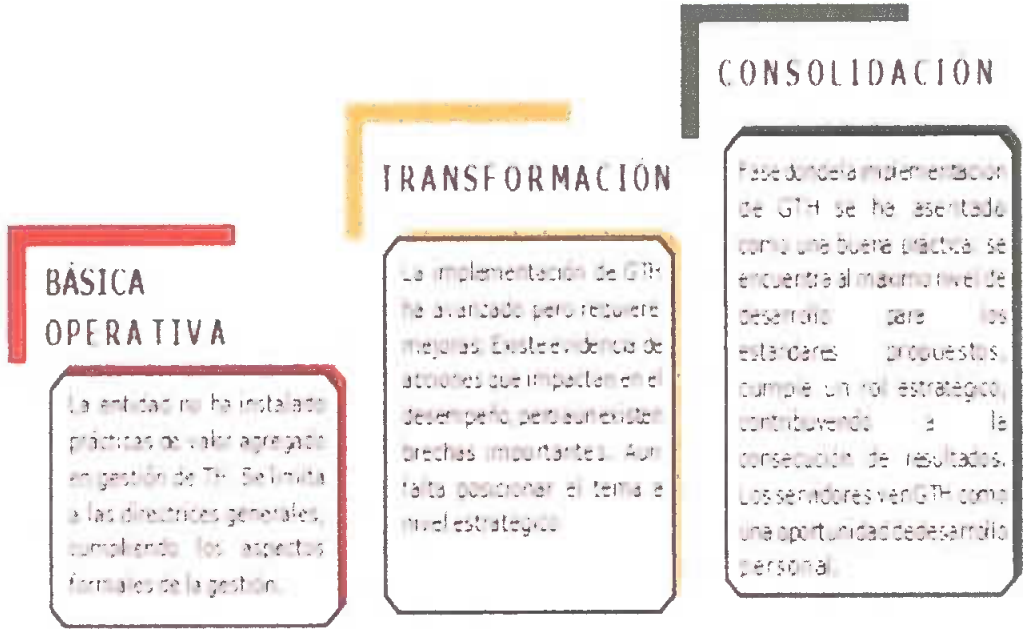 BÁSICA
OPERATIVA
La entidad no ha instalado
prácticas de valor agregado
en gestión de TH. Se limita
a las directrices generales,
cumpliendo los aspectos
formales de la gestión.
TRANSFORMACIÓN
La implementación de GTH
ha avanzado pero requiere
mejoras. Existe evidencia de
acciones que impactan en el
desempeño, pero aun existen
brechas importantes. Aun
falta posicionar el tema a
nivel estratégico
CONSOLIDACIÓN
Fase donde la implementación
de GTH se ha asentado
como una buena práctica, se
encuentra al máximo nivel de
desarrollo para los
estándares propuestos,
cumple un rol estratégico,
contribuyendo a la
consecución de resultados.
Los servidores ven GTH como
una oportunidad de desarrollo
personal.